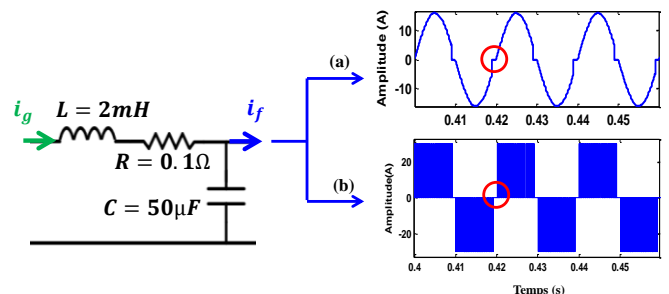 i_g
L = 2mH
R = 0.1Ω
i_f
C = 50μF
(a)
Amplitude (A)
10
0
-10
0.41 0.42 0.43 0.44 0.45
(b)
Amplitude(A)
20
0
-20
0.4 0.41 0.42 0.43 0.44 0.45
Temps (s)